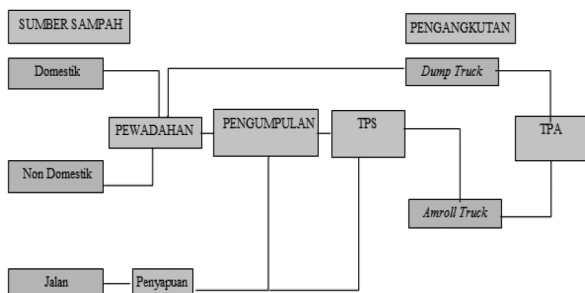 SUMBER SAMPAH
PENGANGKUTAN
Domestik
Dump Truck
PEWADAHAN
PENGUMPULAN
TPS
TPA
Non Domestik
Amroll Truck
Jalan
Penyapuan